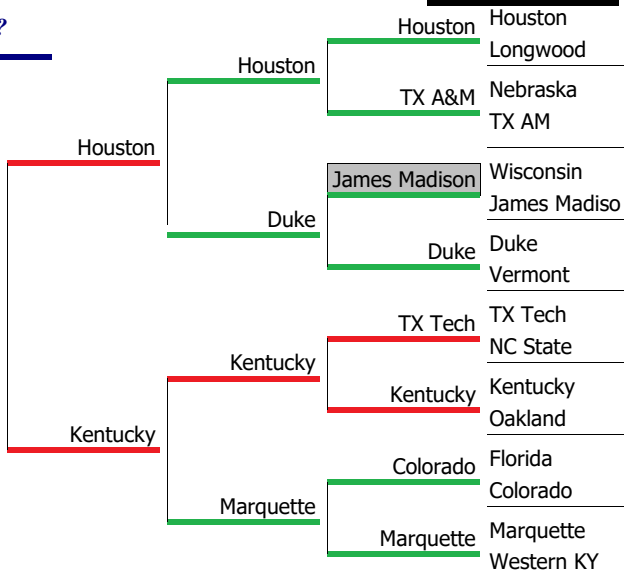 ?
Houston
Longwood
Houston
Houston
TX A&M
Nebraska
TX AM
Houston
James Madison
Wisconsin
James Madiso
Duke
Duke
Duke
Vermont
TX Tech
TX Tech
NC State
Kentucky
Kentucky
Kentucky
Oakland
Kentucky
Colorado
Florida
Colorado
Marquette
Marquette
Marquette
Western KY